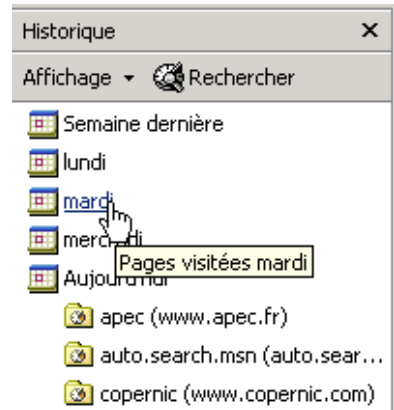 Historique
Affichage Rechercher
Semaine dernière
lundi
mardi
Pages visitées mardi
apec (www.apec.fr)
auto.search.msn (auto.sear...
copernic (www.copernic.com)